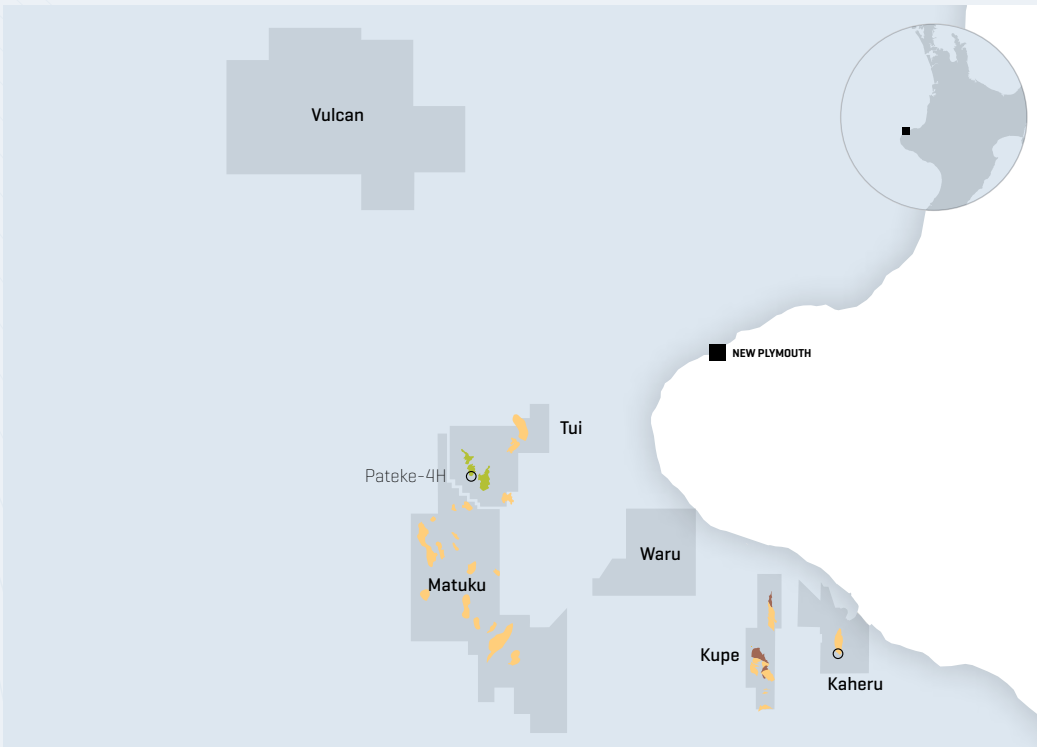 Vulcan
NEW PLYMOUTH
Tui
Pateke-4H
Waru
Matuku
Kupe
Kaheru